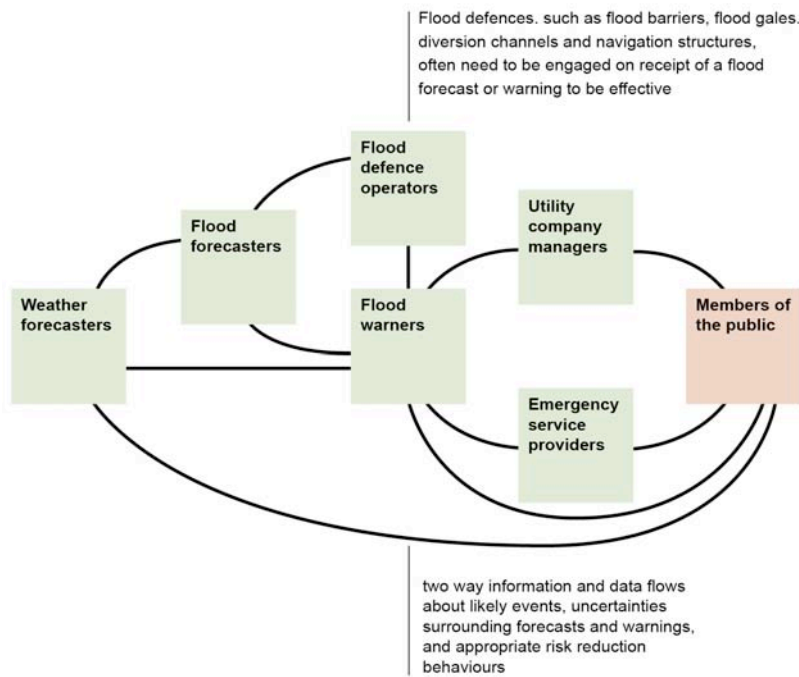 Flood defences. such as flood barriers, flood gales.
diversion channels and navigation structures,
often need to be engaged on receipt of a flood
forecast or warning to be effective
Flood
defence
operators
Utility
company
managers
Flood
forecasters
Weather
forecasters
Flood
warners
Members of
the public
Emergency
service
providers
two way information and data flows
about likely events, uncertainties
surrounding forecasts and warnings,
and appropriate risk reduction
behaviours